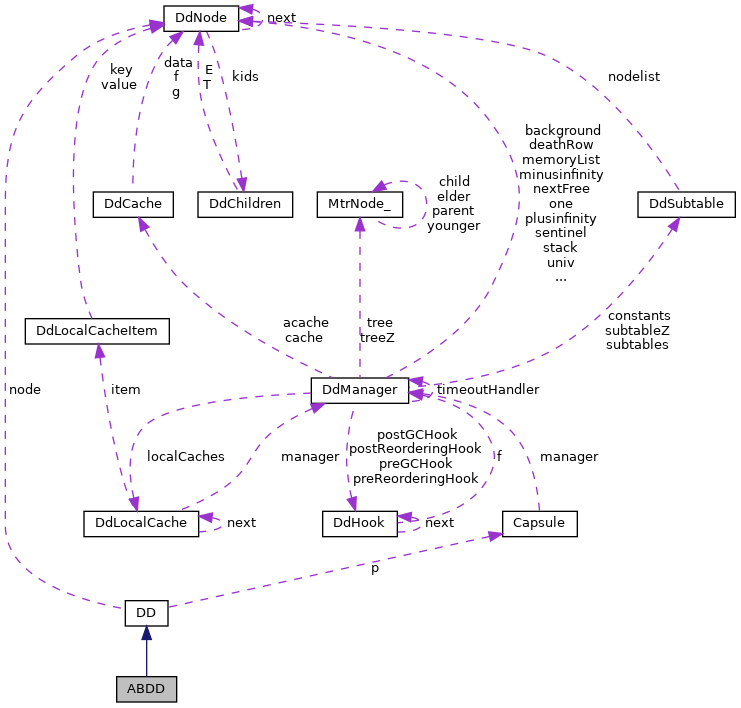 DdNode
next
key
value
data
f
g
E
T
kids
nodelist
background
deathRow
memoryList
minusinfinity
nextFree
one
plusinfinity
sentinel
stack
univ
...
DdCache
DdChildren
MtrNode_
child
elder
parent
younger
DdSubtable
DdLocalCacheItem
acache
cache
tree
treeZ
constants
subtableZ
subtables
node
item
DdManager
timeoutHandler
localCaches
manager
postGCHook
postReorderingHook
preGCHook
preReorderingHook
f
manager
DdLocalCache
next
DdHook
next
Capsule
p
DD
ABDD